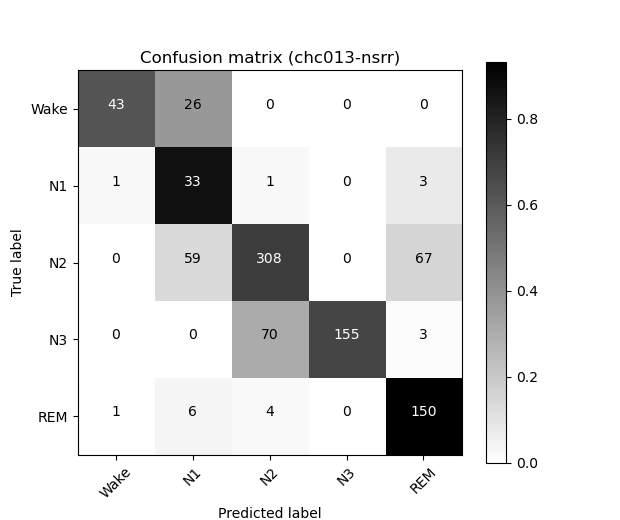 Confusion matrix (chc013-nsrr)
True label
Wake 43 26 0 0 0
N1 1 33 1 0 3
N2 0 59 308 0 67
N3 0 0 70 155 3
REM 1 6 4 0 150
Wake N1 N2 N3 REM
Predicted label
0.8
0.6
0.4
0.2
0.0